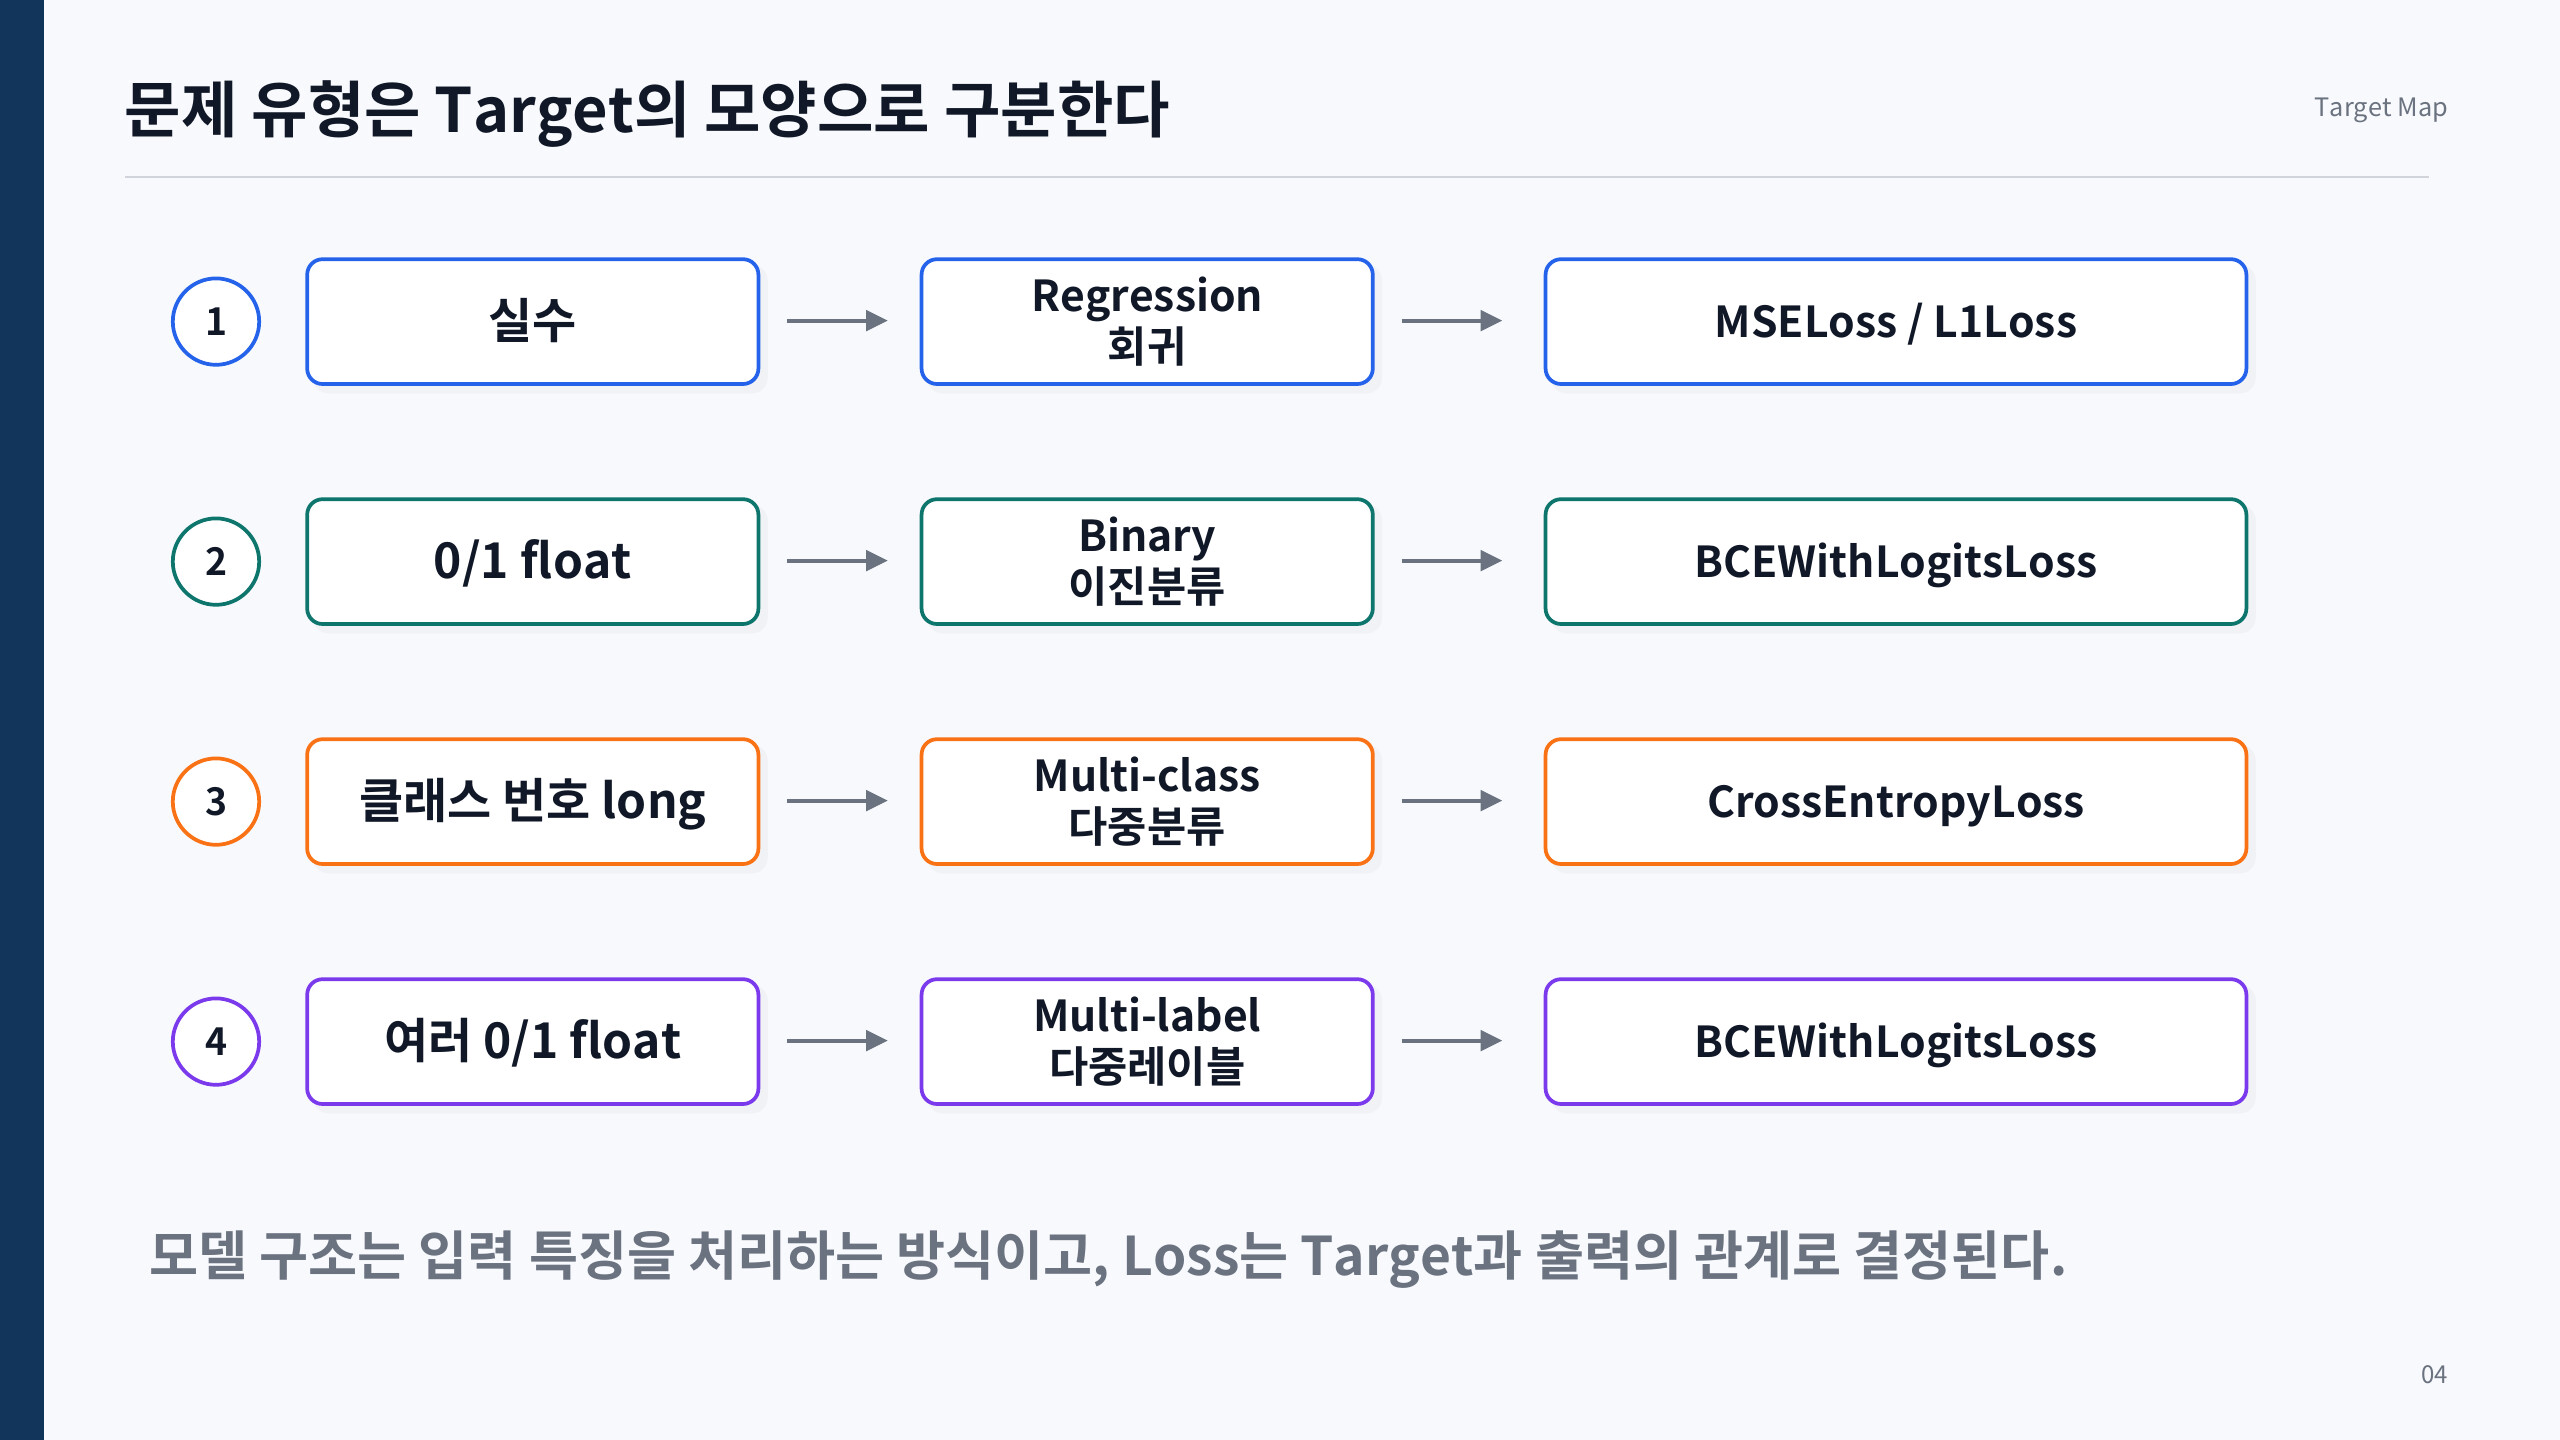 문제 유형은 Target의 모양으로 구분한다
Target Map
1
실수
Regression
회귀
MSELoss / L1Loss
2
0/1 float
Binary
이진분류
BCEWithLogitsLoss
3
클래스 번호 long
Multi-class
다중분류
CrossEntropyLoss
4
여러 0/1 float
Multi-label
다중레이블
BCEWithLogitsLoss
모델 구조는 입력 특징을 처리하는 방식이고, Loss는 Target과 출력의 관계로 결정된다.
04